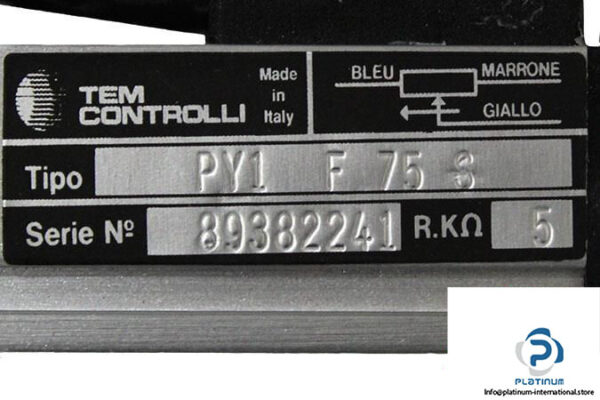 TEM
CONTROLLI
Made
in
Italy
BLEU
MARRONE
GIALLO
Tipo PY1 F 75 S
Serie Nº 89382241 R.KΩ 5
PLATINUM
Info@platinum-international.store